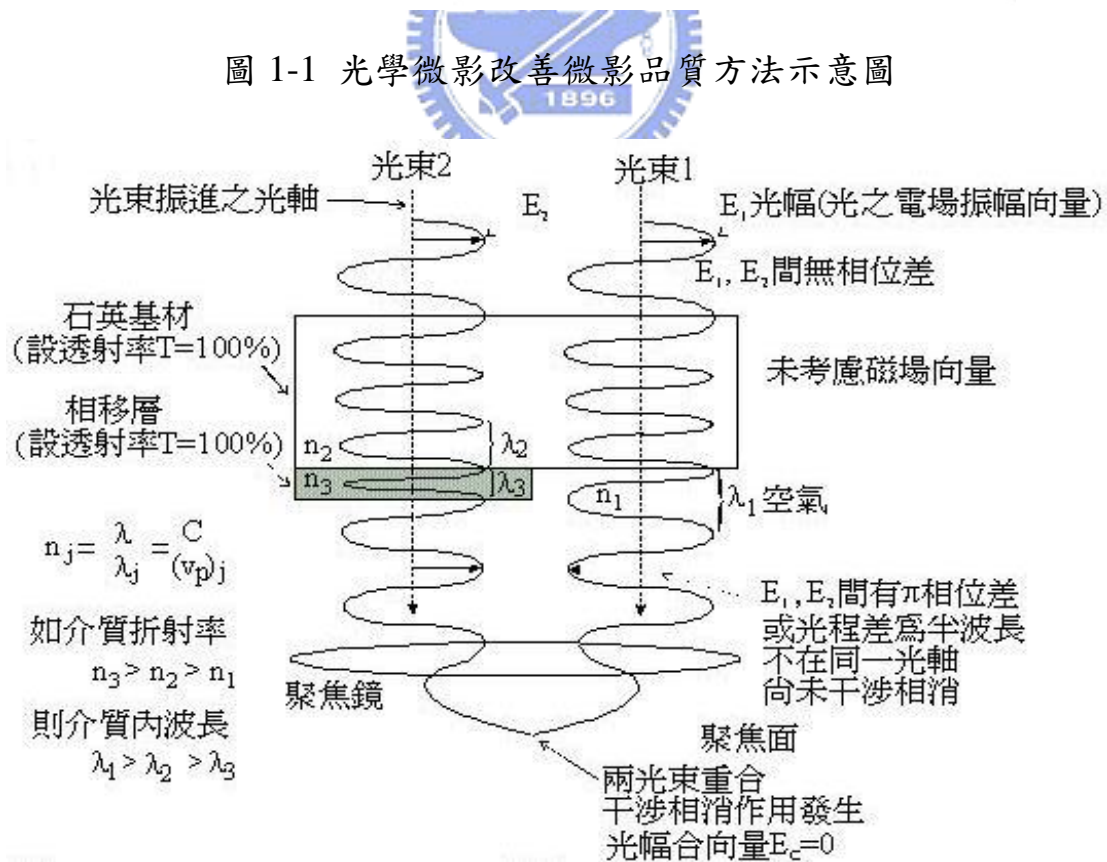 圖 1-1 光學微影改善微影品質方法示意圖
1896
光束2
光束1
光束振進之光軸
E₂
E₁光幅(光之電場振幅向量)
E₁, E₂間無相位差
石英基材
(設透射率T=100%)
未考慮磁場向量
相移層
(設透射率T=100%)
n₂
λ₂
n₃
λ₃
n₁
λ₁空氣
nⱼ= λ/λⱼ = C/(vₚ)ⱼ
E₁,E₂間有π相位差
或光程差為半波長
不在同一光軸
尚未干涉相消
如介質折射率
n₃>n₂>n₁
聚焦鏡
則介質內波長
λ₁>λ₂>λ₃
聚焦面
兩光束重合
干涉相消作用發生
光幅合向量E꜀=0